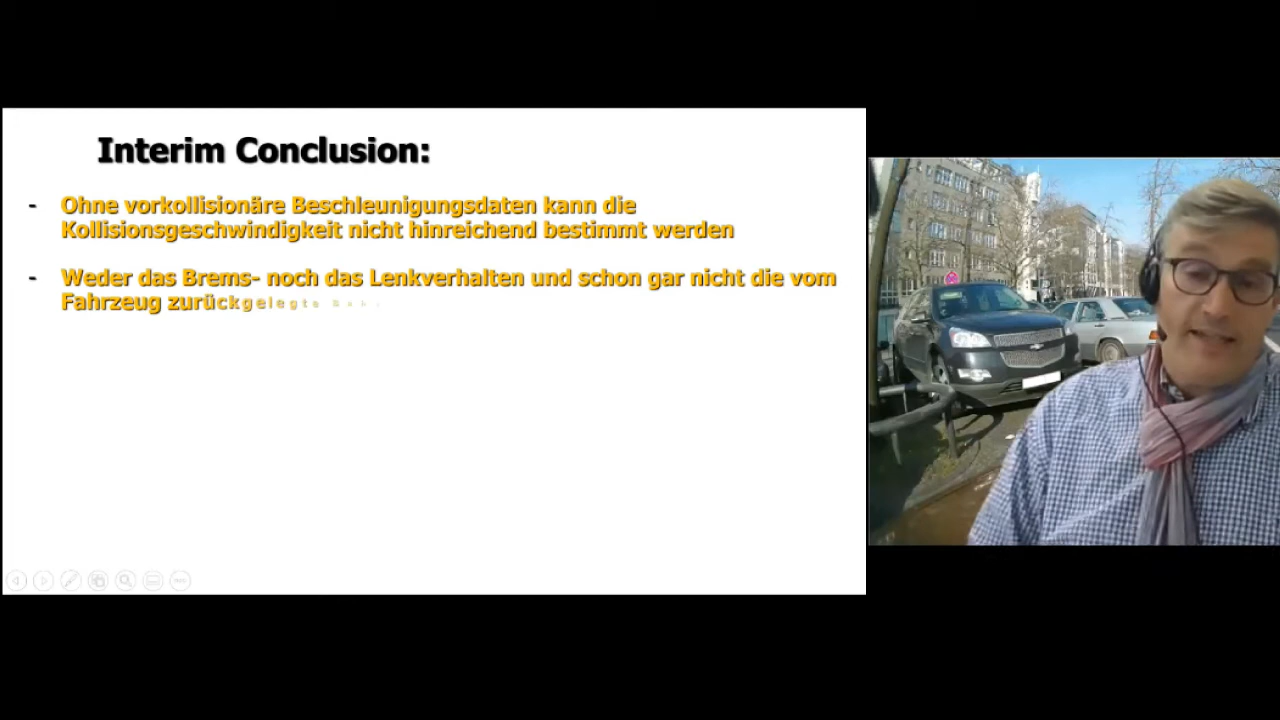 Interim Conclusion:
- Ohne vorkollisionäre Beschleunigungsdaten kann die
Kollisionsgeschwindigkeit nicht hinreichend bestimmt werden
- Weder das Brems- noch das Lenkverhalten und schon gar nicht die vom
Fahrzeug zurückgelegte